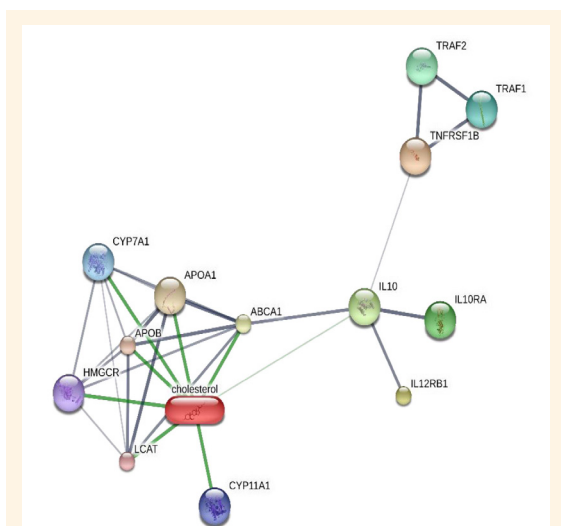 TRAF2
TRAF1
TNFRSF1B
CYP7A1
APOA1
IL10
IL10RA
ABCA1
APOB
HMGCR
cholesterol
IL12RB1
LCAT
CYP11A1